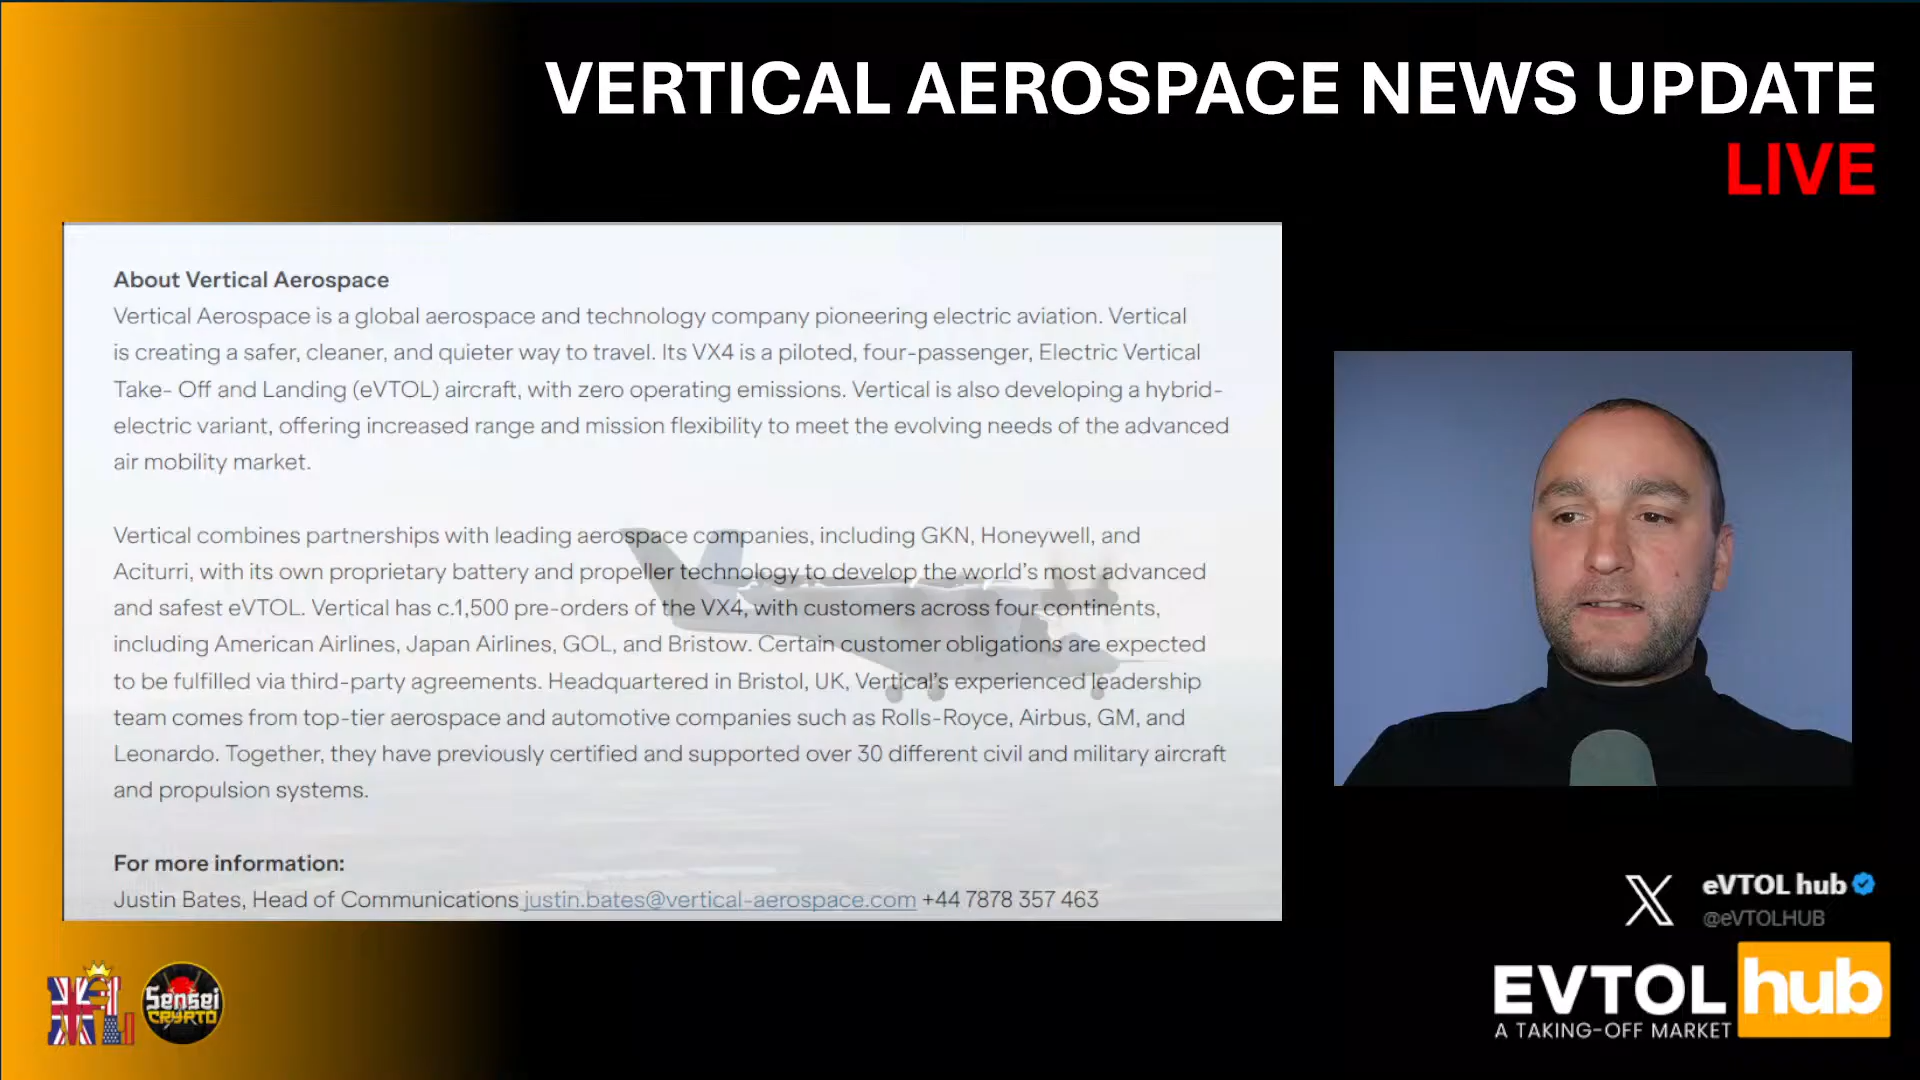 VERTICAL AEROSPACE NEWS UPDATE
LIVE
About Vertical Aerospace
Vertical Aerospace is a global aerospace and technology company pioneering electric aviation. Vertical
is creating a safer, cleaner, and quieter way to travel. Its VX4 is a piloted, four-passenger, Electric Vertical
Take- Off and Landing (eVTOL) aircraft, with zero operating emissions. Vertical is also developing a hybrid-
electric variant, offering increased range and mission flexibility to meet the evolving needs of the advanced
air mobility market.
Vertical combines partnerships with leading aerospace companies, including GKN, Honeywell, and
Aciturri, with its own proprietary battery and propeller technology to develop the world's most advanced
and safest eVTOL. Vertical has c.1,500 pre-orders of the VX4, with customers across four continents,
including American Airlines, Japan Airlines, GOL, and Bristow. Certain customer obligations are expected
to be fulfilled via third-party agreements. Headquartered in Bristol, UK, Vertical's experienced leadership
team comes from top-tier aerospace and automotive companies such as Rolls-Royce, Airbus, GM, and
Leonardo. Together, they have previously certified and supported over 30 different civil and military aircraft
and propulsion systems.
For more information:
Justin Bates, Head of Communications justin.bates@vertical-aerospace.com +44 7878 357 463
eVTOL hub
@eVTOLHUB
EVTOL hub
A TAKING-OFF MARKET
Sensei
CRYPTO